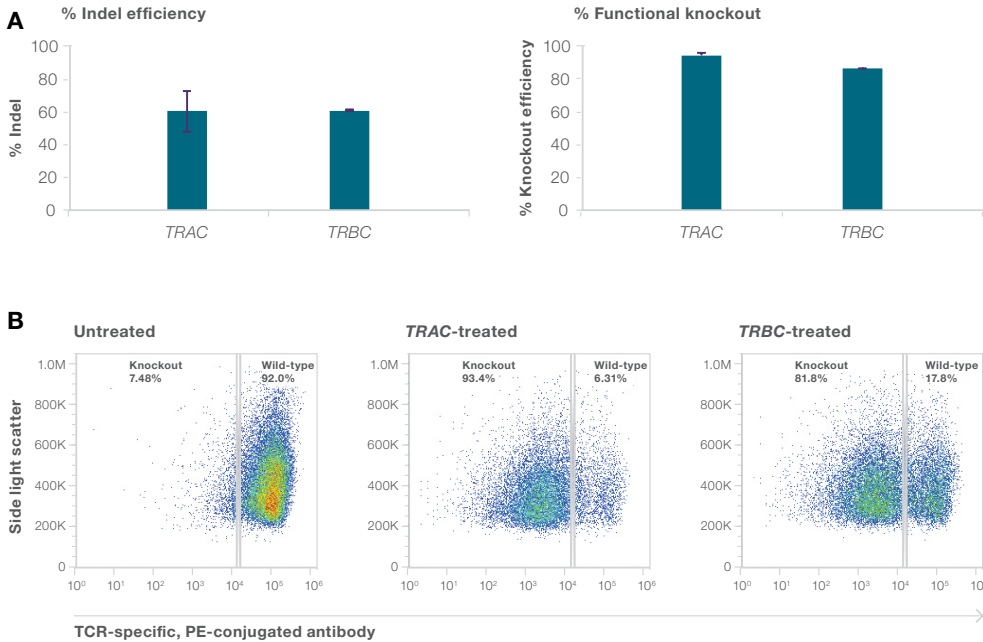 A
% Indel efficiency
% Indel
100
80
60
40
20
0
TRAC
TRBC
% Functional knockout
% Knockout efficiency
100
80
60
40
20
0
TRAC
TRBC
B
Side light scatter
Untreated
1.0M
800K
600K
400K
200K
0
Knockout
7.48%
Wild-type
92.0%
10⁰ 10¹ 10² 10³ 10⁴ 10⁵ 10⁶
TRAC-treated
1.0M
800K
600K
400K
200K
0
Knockout
93.4%
Wild-type
6.31%
10⁰ 10¹ 10² 10³ 10⁴ 10⁵ 10⁶
TRBC-treated
1.0M
800K
600K
400K
200K
0
Knockout
81.8%
Wild-type
17.8%
10⁰ 10¹ 10² 10³ 10⁴ 10⁵
TCR-specific, PE-conjugated antibody